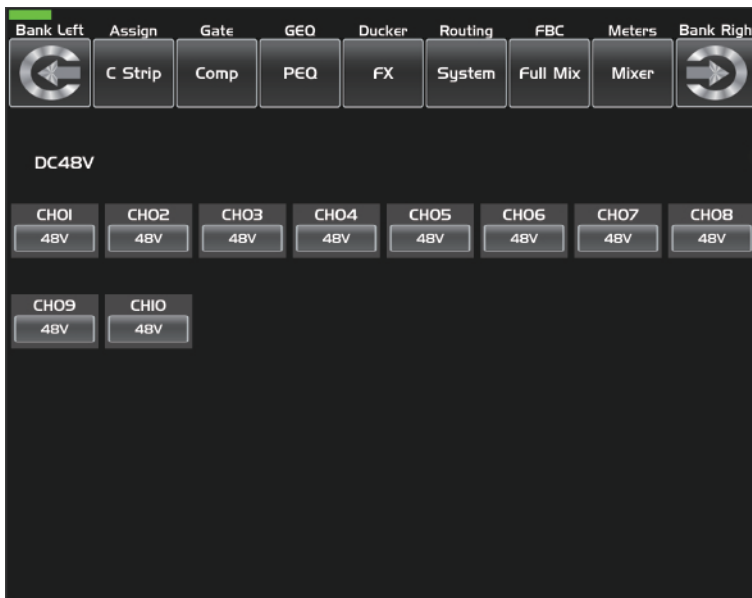 Bank Left Assign Gate GEQ Ducker Routing FBC Meters Bank Righ
C Strip Comp PEQ FX System Full Mix Mixer
DC48V
CH01 CH02 CH03 CH04 CH05 CH06 CH07 CH08
48V 48V 48V 48V 48V 48V 48V 48V
CH09 CH10
48V 48V